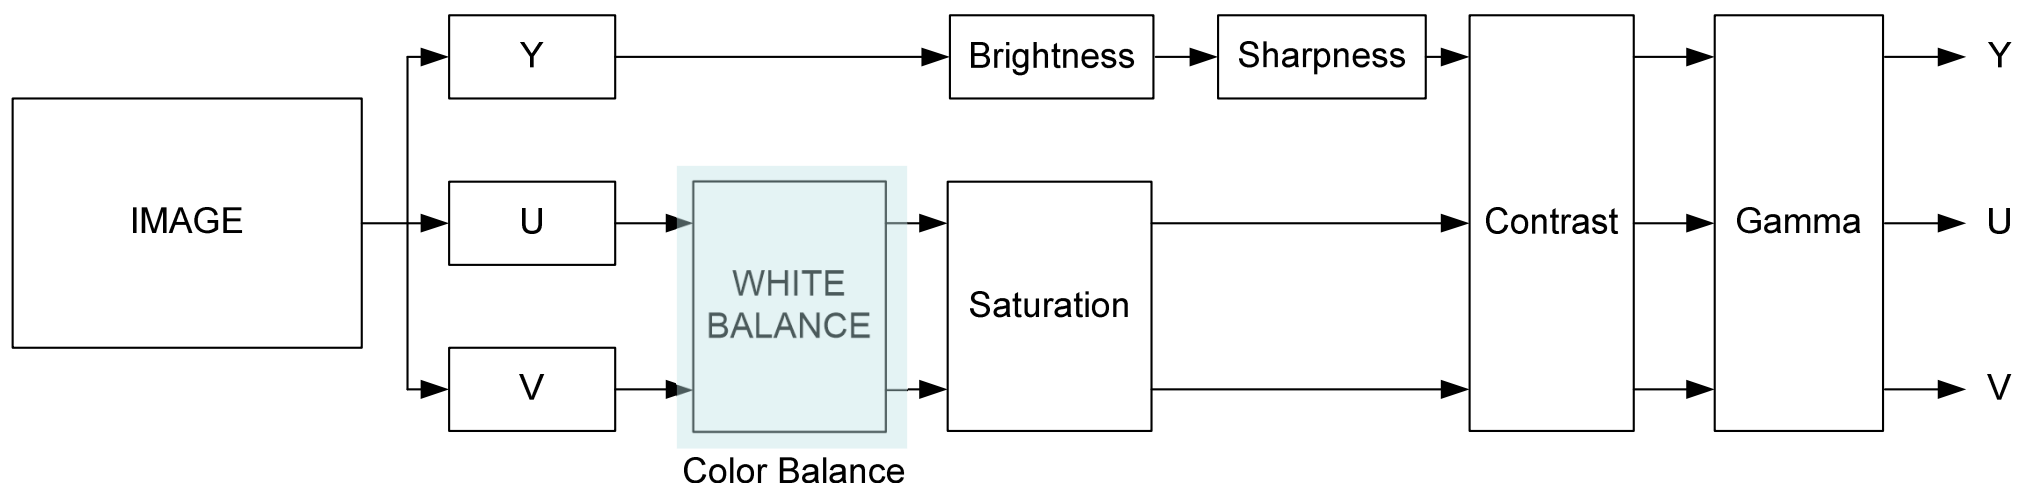 Y
Brightness
Sharpness
Y
IMAGE
U
Contrast
Gamma
U
WHITE
BALANCE
Saturation
V
V
Color Balance